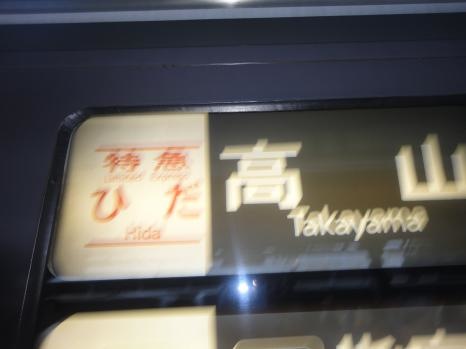 特急
Limited Express
ひだ
Hida
高山
Takayama